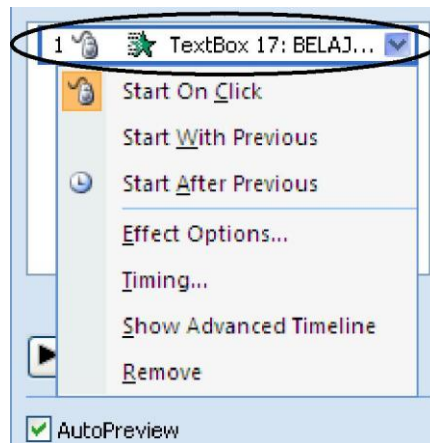 1 TextBox 17: BELAJ...
Start On Click
Start With Previous
Start After Previous
Effect Options...
Timing...
Show Advanced Timeline
Remove
AutoPreview